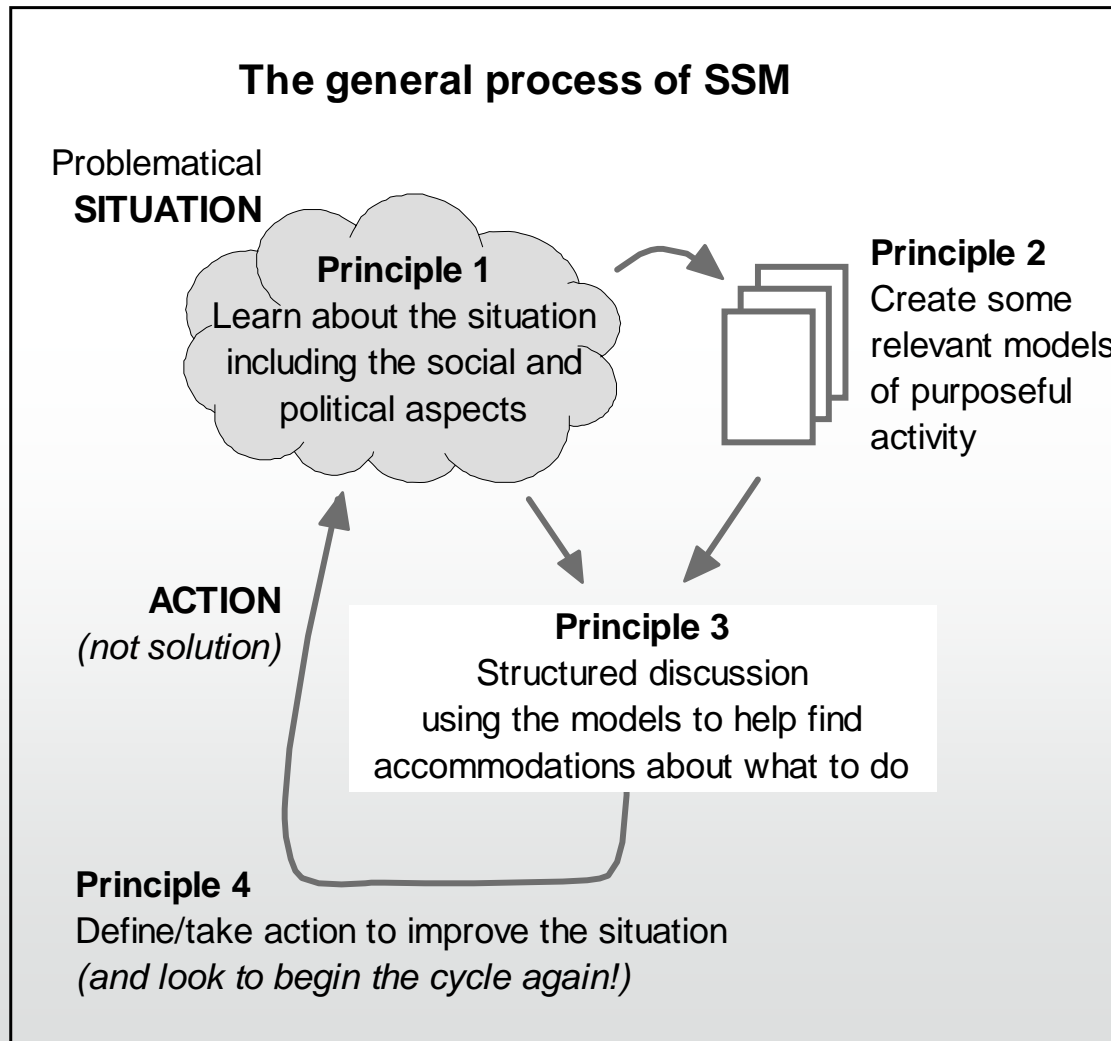 The general process of SSM
Problematical
SITUATION
Principle 1
Learn about the situation
including the social and
political aspects
Principle 2
Create some
relevant models
of purposeful
activity
ACTION
(not solution)
Principle 3
Structured discussion
using the models to help find
accommodations about what to do
Principle 4
Define/take action to improve the situation
(and look to begin the cycle again!)